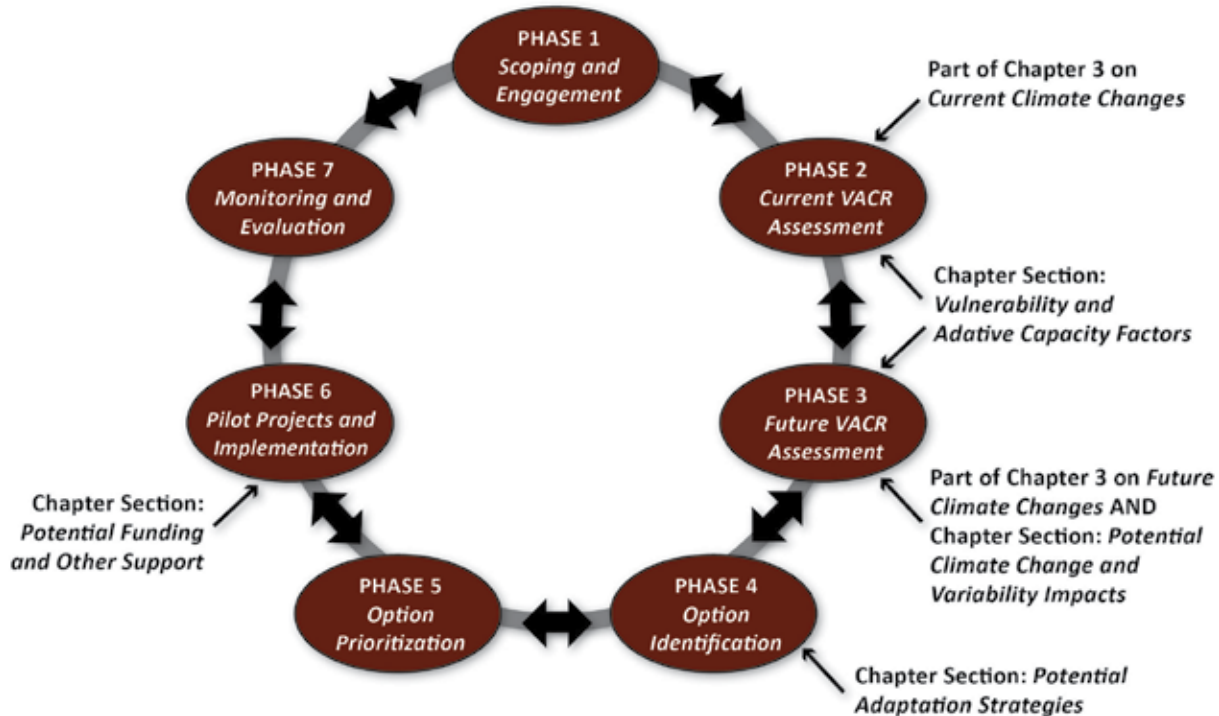 PHASE 1
Scoping and
Engagement
Part of Chapter 3 on
Current Climate Changes
PHASE 2
Current VACR
Assessment
Chapter Section:
Vulnerability and
Adative Capacity Factors
PHASE 3
Future VACR
Assessment
Part of Chapter 3 on Future
Climate Changes AND
Chapter Section: Potential
Climate Change and
Variability Impacts
PHASE 4
Option
Identification
Chapter Section: Potential
Adaptation Strategies
PHASE 5
Option
Prioritization
PHASE 6
Pilot Projects and
Implementation
Chapter Section:
Potential Funding
and Other Support
PHASE 7
Monitoring and
Evaluation